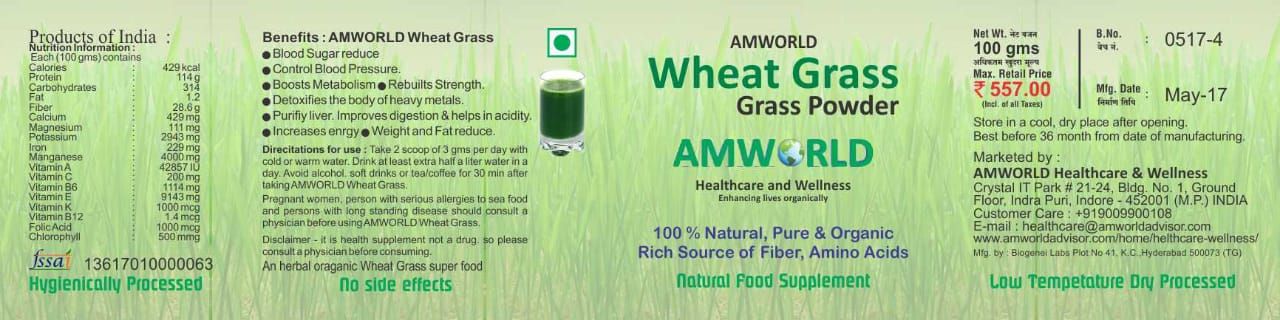 Products of India :
Nutrition Information :
Each (100 gms) contains
Calories : 429 kcal
Protein : 114 g
Carbohydrates : 314
Fat : 1.2
Fiber : 28.6 g
Calcium : 429 mg
Magnesium : 111 mg
Potassium : 2943 mg
Iron : 229 mg
Manganese : 4000 mg
Vitamin A : 42857 IU
Vitamin C : 200 mg
Vitamin B6 : 1114 mg
Vitamin E : 9143 mg
Vitamin K : 1000 mcg
Vitamin B12 : 1.4 mcg
Folic Acid : 1000 mcg
Chlorophyll : 500 mmg
fssai 13617010000063
Hygienically Processed
Benefits : AMWORLD Wheat Grass
● Blood Sugar reduce
● Control Blood Pressure.
● Boosts Metabolism ● Rebuilts Strength.
● Detoxifies the body of heavy metals.
● Purifiy liver. Improves digestion & helps in acidity.
● Increases enrgy ● Weight and Fat reduce.
Direcitations for use : Take 2 scoop of 3 gms per day with
cold or warm water. Drink at least extra half a liter water in a
day. Avoid alcohol. soft drinks or tea/coffee for 30 min after
taking AMWORLD Wheat Grass.
Pregnant women, person with serious allergies to sea food
and persons with long standing disease should consult a
physician before using AMWORLD Wheat Grass.
Disclaimer - it is health supplement not a drug. so please
consult a physician before consuming.
An herbal oraganic Wheat Grass super food
No side effects
AMWORLD
Wheat Grass
Grass Powder
AMWORLD
Healthcare and Wellness
Enhancing lives organically
100 % Natural, Pure & Organic
Rich Source of Fiber, Amino Acids
Natural Food Supplement
Net Wt. नेट वजन
100 gms
अधिकतम खुदरा मूल्य
Max. Retail Price
₹ 557.00
(Incl. of all Taxes)
B.No. : 0517-4
बेच नं.
Mfg. Date : May-17
निर्माण तिथि
Store in a cool, dry place after opening.
Best before 36 month from date of manufacturing.
Marketed by :
AMWORLD Healthcare & Wellness
Crystal IT Park # 21-24, Bldg. No. 1, Ground
Floor, Indra Puri, Indore - 452001 (M.P.) INDIA
Customer Care : +919009900108
E-mail : healthcare@amworldadvisor.com
www.amworldadvisor.com/home/helthcare-wellness/
Mfg. by : Biogenei Labs Plot No 41, K.C.,Hyderabad 500073 (TG)
Low Tempetature Dry Processed